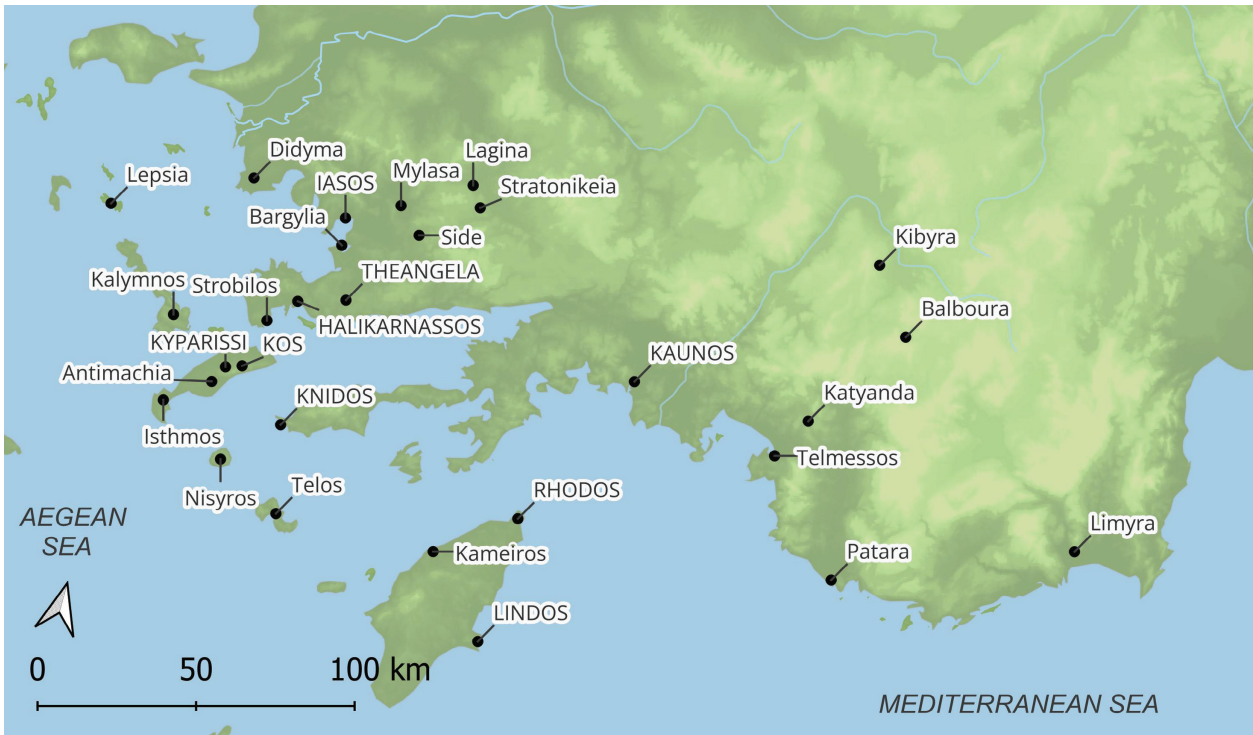 Didyma
Lagina
Mylasa
Lepsia
IASOS
Stratonikeia
Bargylia
Side
Kibyra
THEANGELA
Kalymnos
Strobilos
Balboura
HALIKARNASSOS
KYPARISSI
KOS
KAUNOS
Antimachia
Katyanda
KNIDOS
Isthmos
Telmessos
Telos
RHODOS
Nisyros
AEGEAN
SEA
Limyra
Kameiros
Patara
LINDOS
0 50 100 km
MEDITERRANEAN SEA